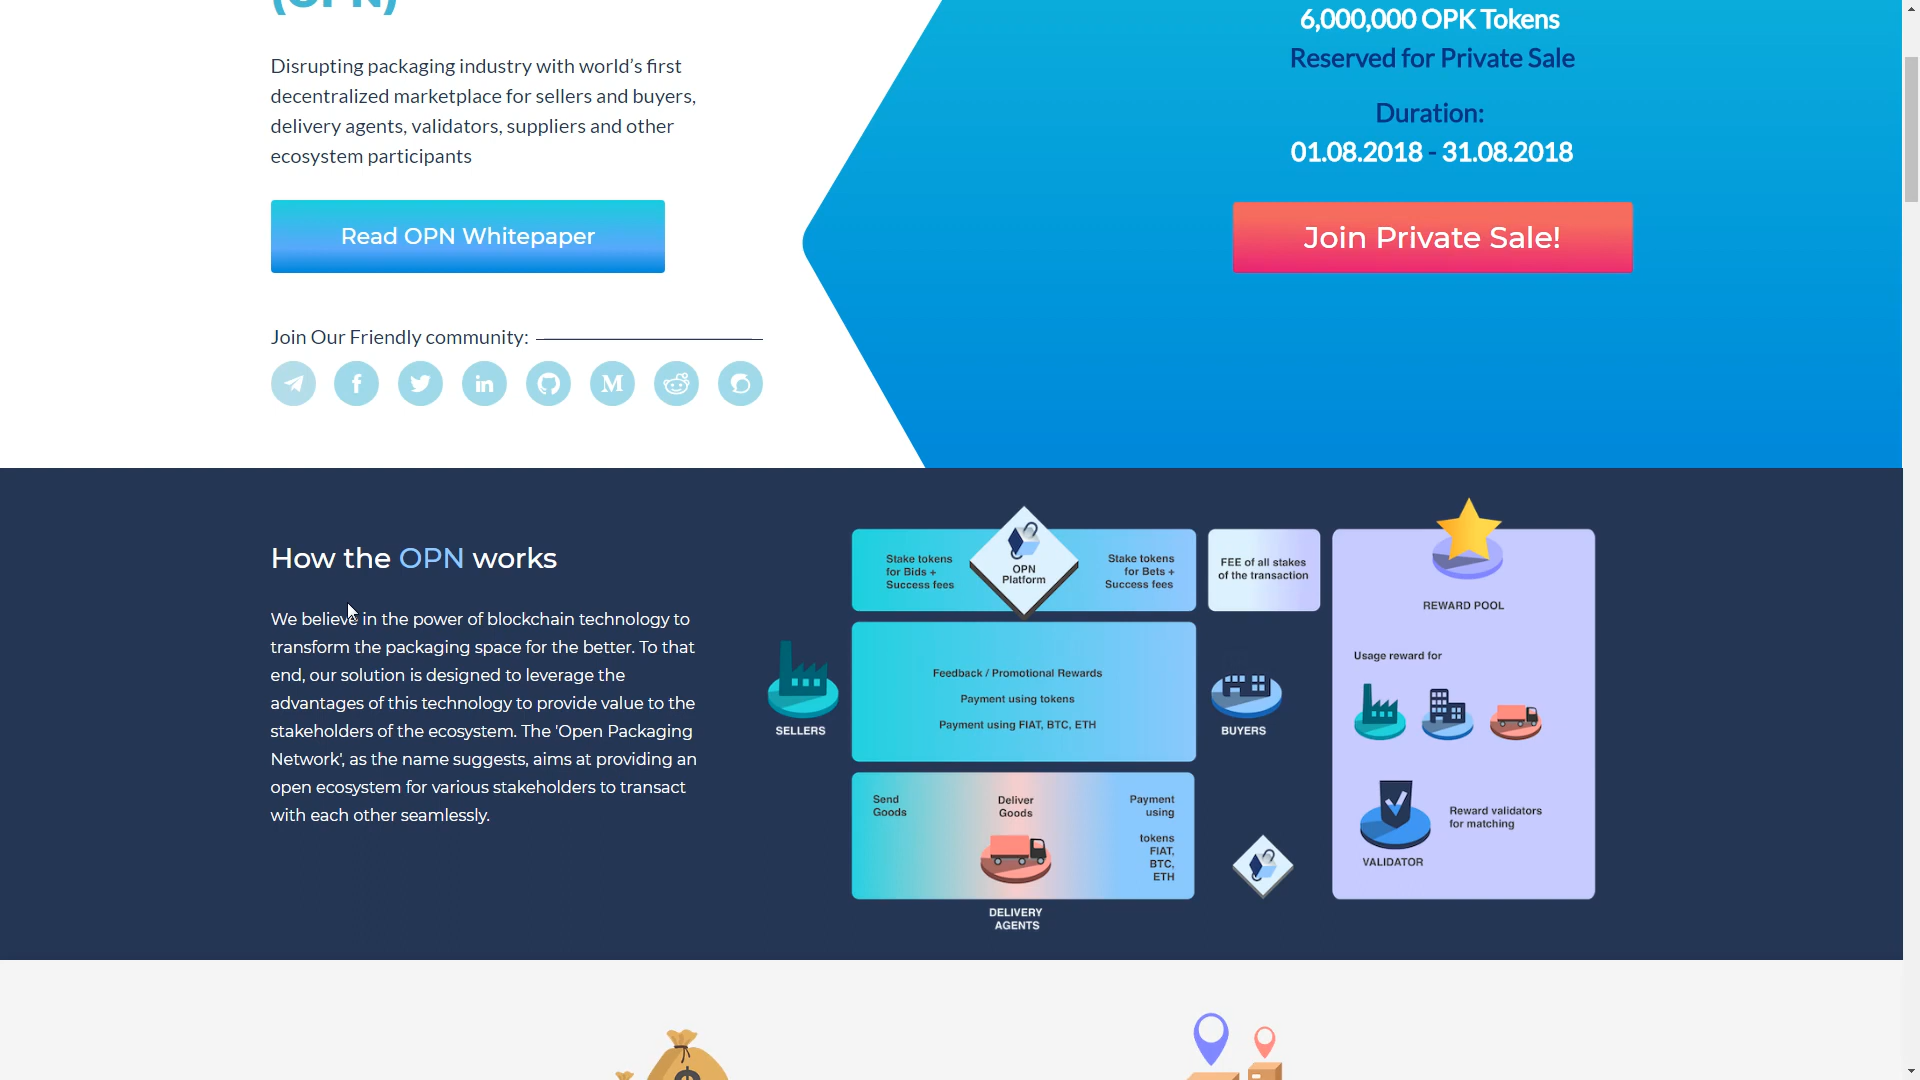 (OPN)
Disrupting packaging industry with world’s first
decentralized marketplace for sellers and buyers,
delivery agents, validators, suppliers and other
ecosystem participants
Read OPN Whitepaper
Join Our Friendly community:
6,000,000 OPK Tokens
Reserved for Private Sale
Duration:
01.08.2018 - 31.08.2018
Join Private Sale!
How the OPN works
We believe in the power of blockchain technology to
transform the packaging space for the better. To that
end, our solution is designed to leverage the
advantages of this technology to provide value to the
stakeholders of the ecosystem. The 'Open Packaging
Network', as the name suggests, aims at providing an
open ecosystem for various stakeholders to transact
with each other seamlessly.
Stake tokens
for Bids +
Success fees
OPN
Platform
Stake tokens
for Bets +
Success fees
FEE of all stakes
of the transaction
SELLERS
Feedback / Promotional Rewards
Payment using tokens
Payment using FIAT, BTC, ETH
BUYERS
Send
Goods
Deliver
Goods
Payment
using
tokens
FIAT,
BTC,
ETH
DELIVERY
AGENTS
REWARD POOL
Usage reward for
Reward validators
for matching
VALIDATOR